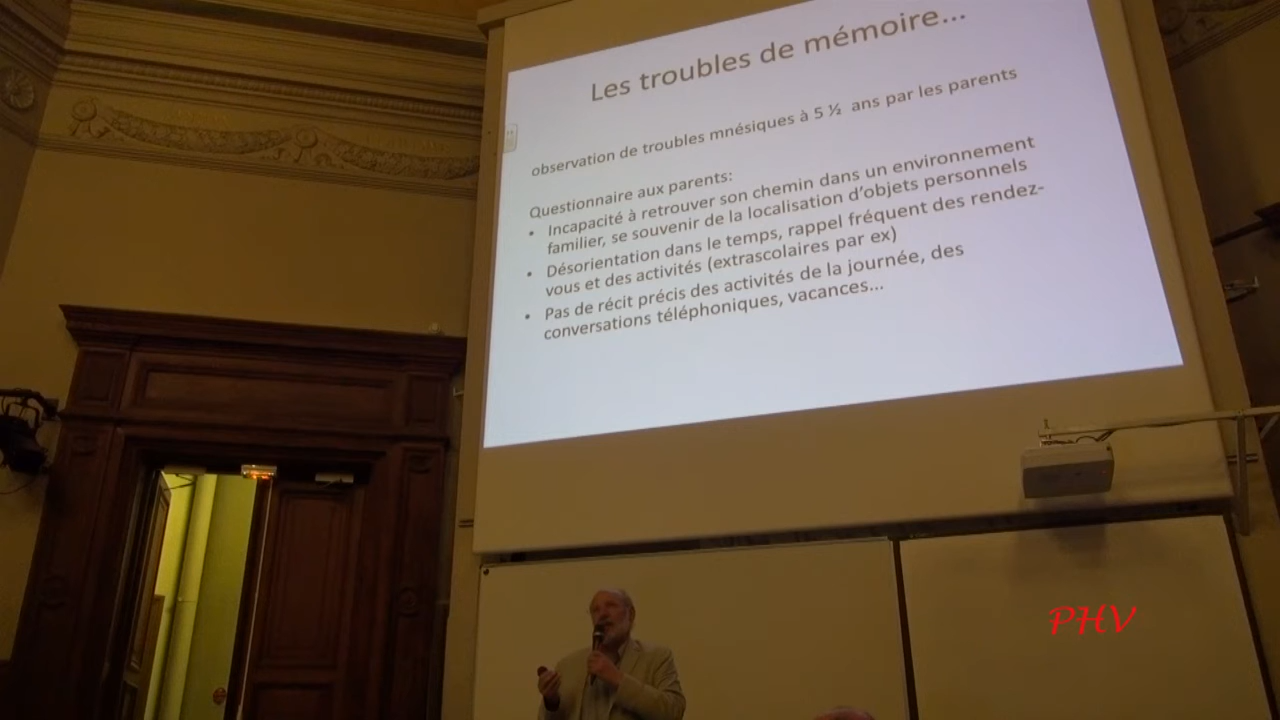 Les troubles de mémoire...
observation de troubles mnésiques à 5 ½ ans par les parents
Questionnaire aux parents:
• Incapacité à retrouver son chemin dans un environnement
familier, se souvenir de la localisation d'objets personnels
• Désorientation dans le temps, rappel fréquent des rendez-
vous et des activités (extrascolaires par ex)
• Pas de récit précis des activités de la journée, des
conversations téléphoniques, vacances...
PHV